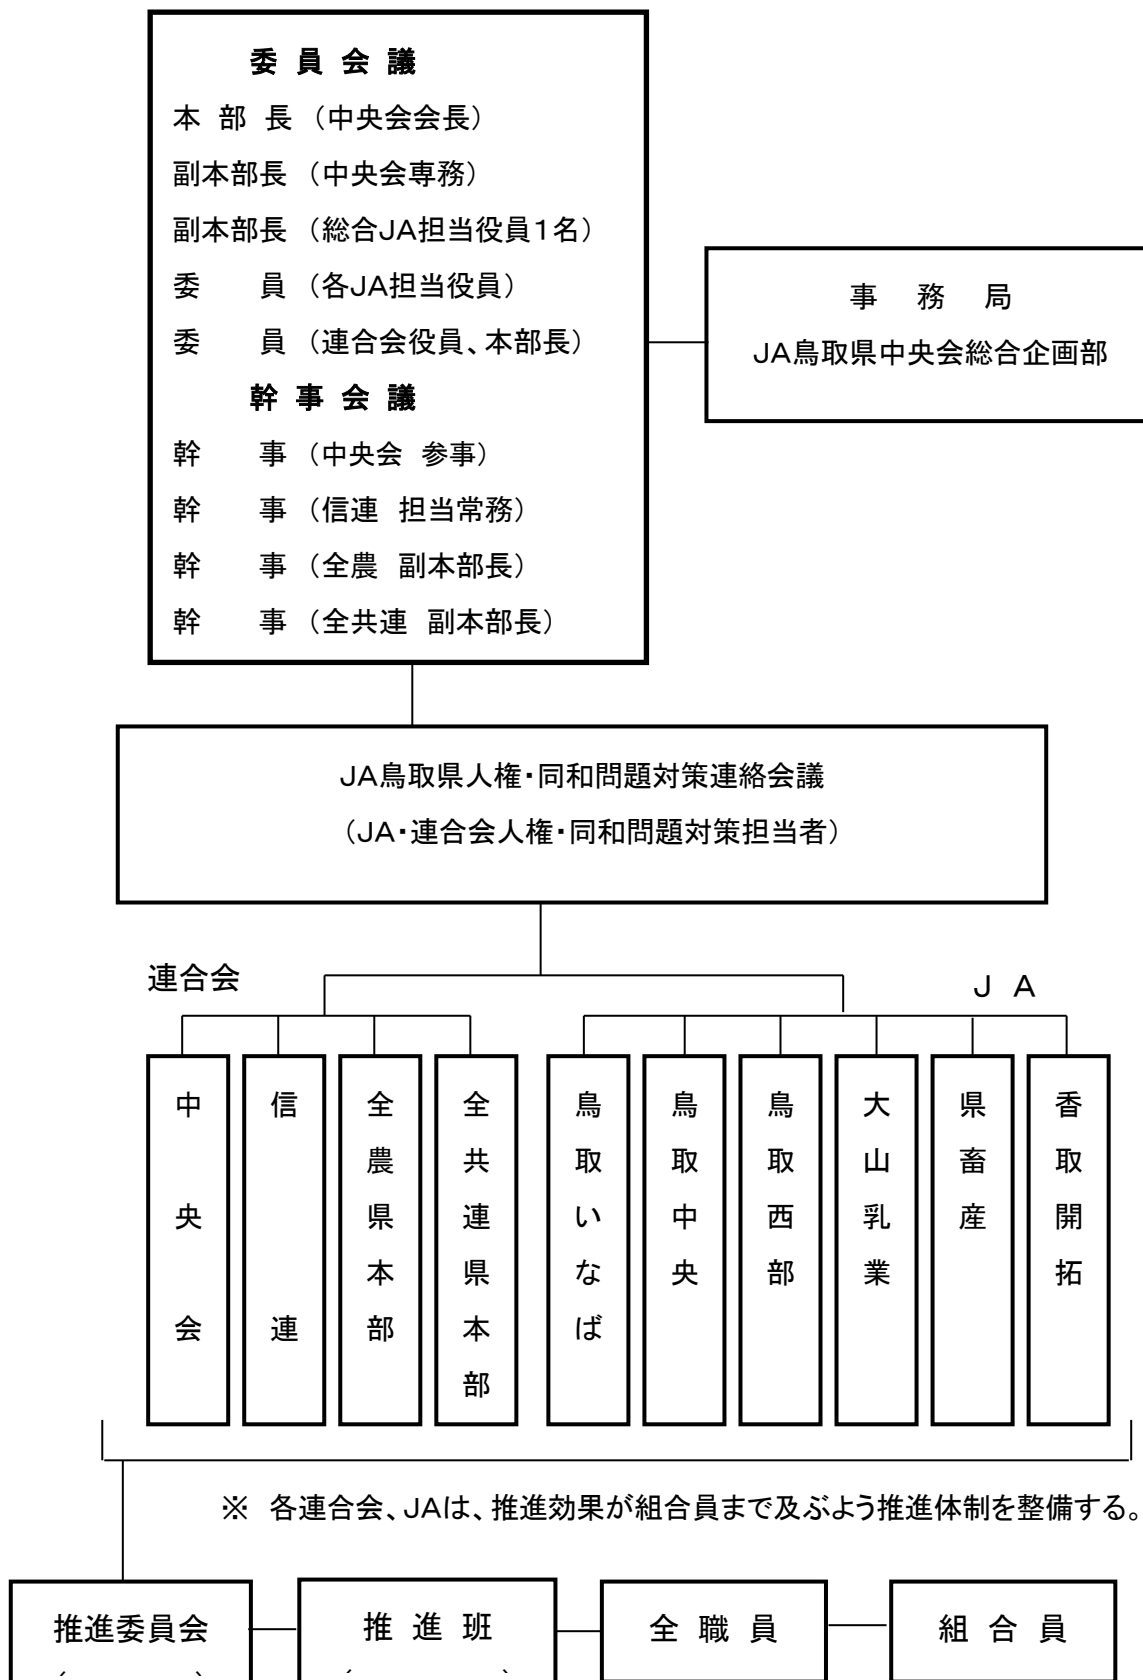 委 員 会 議
本 部 長 （中央会会長）
副本部長 （中央会専務）
副本部長 （総合JA担当役員１名）
委　　員 （各JA担当役員）
委　　員 （連合会役員、本部長）
幹 事 会 議
幹　　事 （中央会 参事）
幹　　事 （信連 担当常務）
幹　　事 （全農 副本部長）
幹　　事 （全共連 副本部長）
事 務 局
JA鳥取県中央会総合企画部
JA鳥取県人権・同和問題対策連絡会議
（JA・連合会人権・同和問題対策担当者）
連合会
J A
中央会
信連
全農県本部
全共連県本部
鳥取いなば
鳥取中央
鳥取西部
大山乳業
県畜産
香取開拓
※ 各連合会、JAは、推進効果が組合員まで及ぶよう推進体制を整備する。
推進委員会
推 進 班
全 職 員
組 合 員